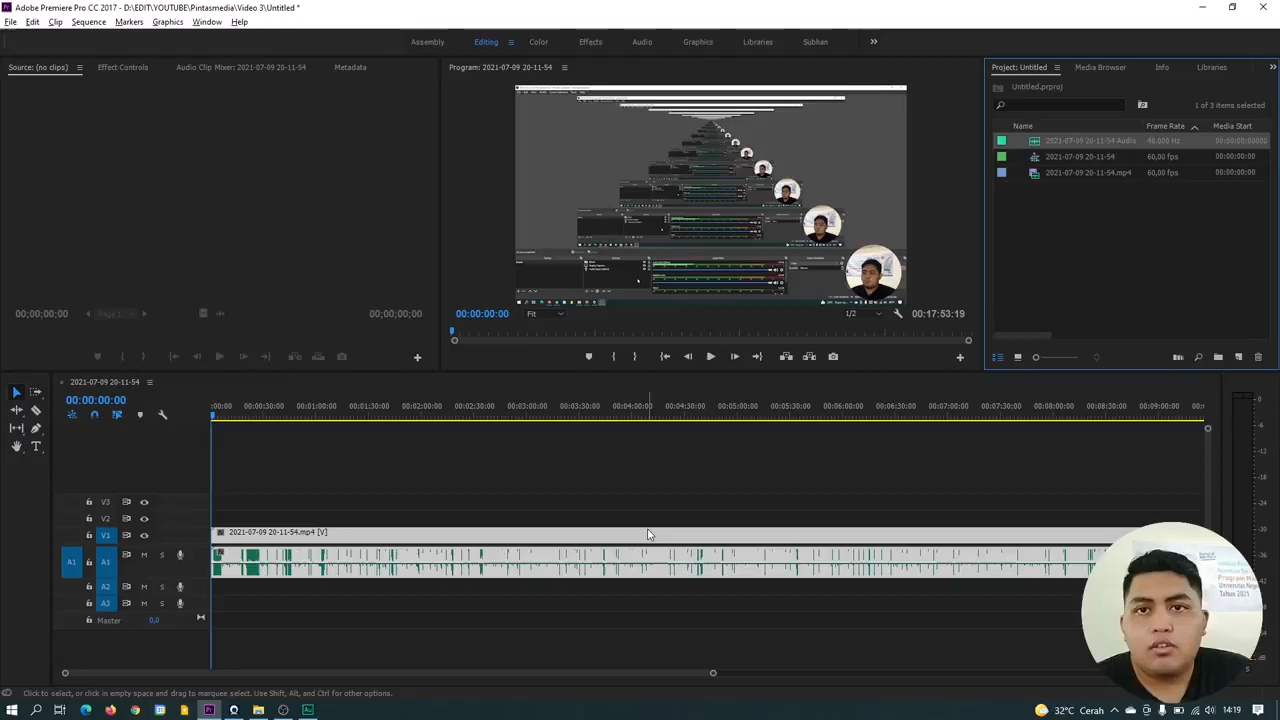 Adobe Premiere Pro CC 2017 - D:\EDIT\YOUTUBE\Pintasmedia\Video 3\Untitled *
File Edit Clip Sequence Markers Graphics Window Help
Assembly Editing Color Effects Audio Graphics Libraries Subhan
Source: (no clips) Effect Controls Audio Clip Mixer: 2021-07-09 20-11-54 Metadata
Program: 2021-07-09 20-11-54
Project: Untitled Media Browser Info Libraries
Untitled.prproj
1 of 3 items selected
Name Frame Rate Media Start
2021-07-09 20-11-54 Audio 48.000 Hz 00:00:00:00000
2021-07-09 20-11-54 60,00 fps 00:00:00:00
2021-07-09 20-11-54.mp4 60,00 fps 00:00:00:00
00;00;00;00 Page 1 00;00;00;00
00:00:00:00 Fit 1/2 00:17:53:19
2021-07-09 20-11-54
00:00:00:00
:00:00 00:00:30:00 00:01:00:00 00:01:30:00 00:02:00:00 00:02:30:00 00:03:00:00 00:03:30:00 00:04:00:00 00:04:30:00 00:05:00:00 00:05:30:00 00:06:00:00 00:06:30:00 00:07:00:00 00:07:30:00 00:08:00:00 00:08:30:00 00:09:00:00
V3
V2
V1 2021-07-09 20-11-54.mp4 [V]
A1 A1 M S
A2 M S
A3 M S
Master 0,0
0
-6
-12
-18
-24
-30
-36
Tahun 2021
Click to select, or click in empty space and drag to marquee select. Use Shift, Alt, and Ctrl for other options.
32°C Cerah 14:19